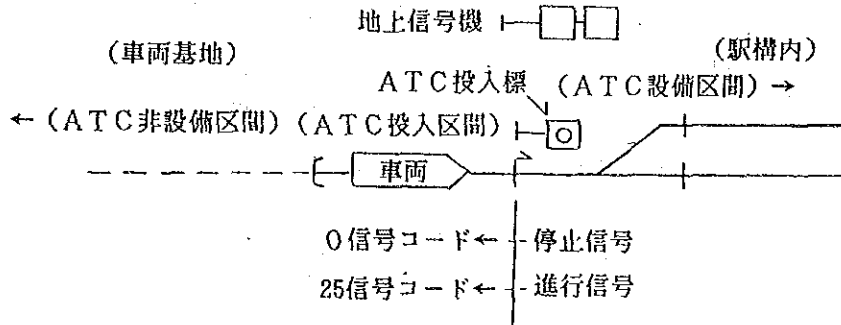 地上信号機
(車両基地)
(駅構内)
ATC投入標
(ATC設備区間)→
←(ATC非設備区間)
(ATC投入区間)
車両
0信号コード←
停止信号
25信号コード←
進行信号